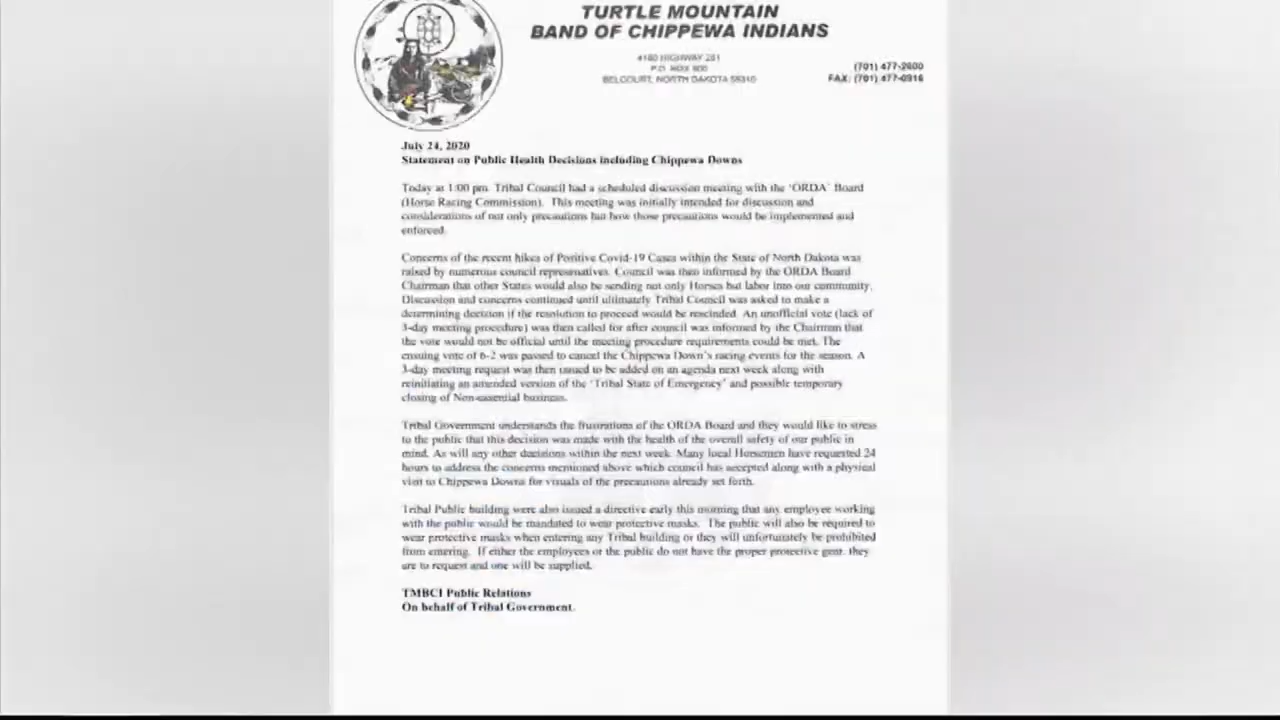 TURTLE MOUNTAIN
BAND OF CHIPPEWA INDIANS
4180 HIGHWAY 281
P.O. BOX 900
BELCOURT, NORTH DAKOTA 58316
(701) 477-2600
FAX: (701) 477-0916
July 24, 2020
Statement on Public Health Decisions including Chippewa Downs
Today at 1:00 pm. Tribal Council had a scheduled discussion meeting with the 'ORDA' Board
(Horse Racing Commission). This meeting was initially intended for discussion and
considerations of not only precautions but how those precautions would be implemented and
enforced.
Concerns of the recent hikes of Positive Covid-19 Cases within the State of North Dakota was
raised by numerous council representatives. Council was then informed by the ORDA Board
Chairman that other States would also be sending not only Horses but labor into our community.
Discussion and concerns continued until ultimately Tribal Council was asked to make a
determining decision if the resolution to proceed would be rescinded. An unofficial vote (lack of
3-day meeting procedure) was then called for after council was informed by the Chairman that
the vote would not be official until the meeting procedure requirements could be met. The
ensuing vote of 6-2 was passed to cancel the Chippewa Down's racing events for the season. A
3-day meeting request was then issued to be added on an agenda next week along with
reinitiating an amended version of the 'Tribal State of Emergency' and possible temporary
closing of Non-essential business.
Tribal Government understands the frustrations of the ORDA Board and they would like to stress
to the public that this decision was made with the health of the overall safety of our public in
mind. As will any other decisions within the next week. Many local Horsemen have requested 24
hours to address the concerns mentioned above which council has accepted along with a physical
visit to Chippewa Downs for visuals of the precautions already set forth.
Tribal Public building were also issued a directive early this morning that any employee working
with the public would be mandated to wear protective masks. The public will also be required to
wear protective masks when entering any Tribal building or they will unfortunately be prohibited
from entering. If either the employees or the public do not have the proper protective gear, they
are to request and one will be supplied.
TMBCI Public Relations
On behalf of Tribal Government.